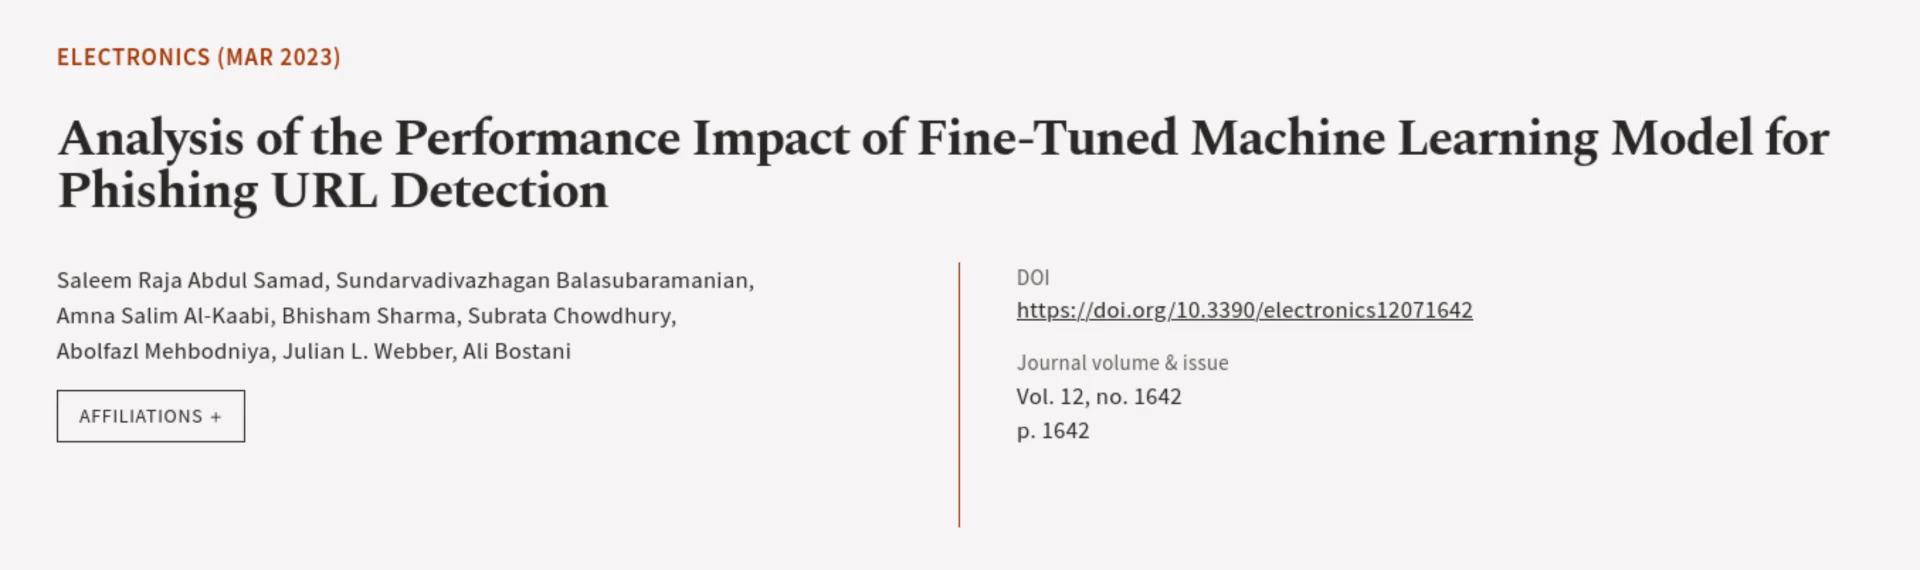 ELECTRONICS (MAR 2023)
Analysis of the Performance Impact of Fine-Tuned Machine Learning Model for
Phishing URL Detection
Saleem Raja Abdul Samad, Sundarvadivazhagan Balasubaramanian,
Amna Salim Al-Kaabi, Bhisham Sharma, Subrata Chowdhury,
Abolfazl Mehbodniya, Julian L. Webber, Ali Bostani
AFFILIATIONS +
DOI
https://doi.org/10.3390/electronics12071642
Journal volume & issue
Vol. 12, no. 1642
p. 1642